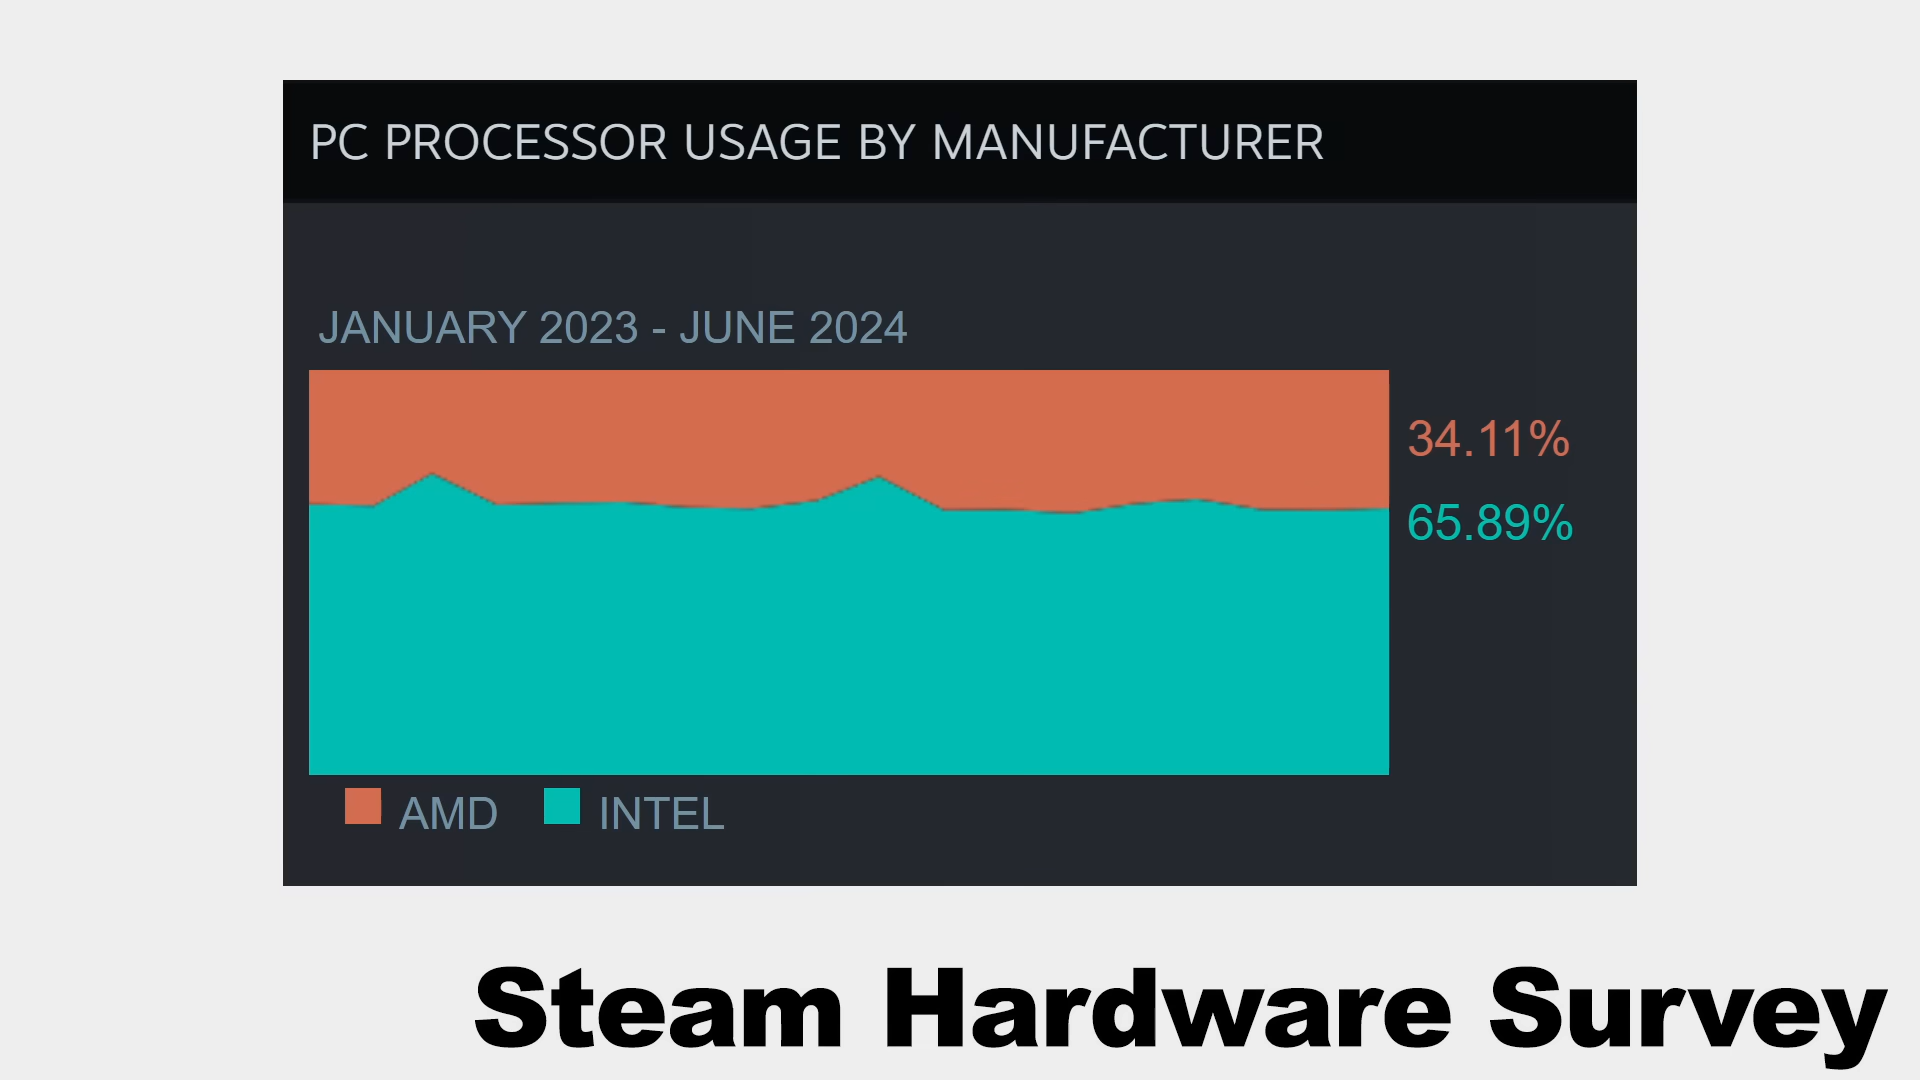 PC PROCESSOR USAGE BY MANUFACTURER
JANUARY 2023 - JUNE 2024
34.11%
65.89%
AMD INTEL
Steam Hardware Survey